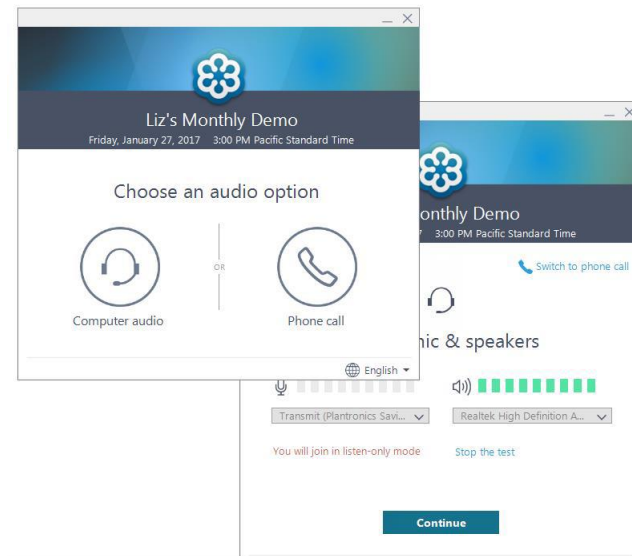 Liz's Monthly Demo
Friday, January 27, 2017 3:00 PM Pacific Standard Time
Choose an audio option
Computer audio
OR
Phone call
English
onthly Demo
3:00 PM Pacific Standard Time
Switch to phone call
& speakers
Transmit (Plantronics Savi...
Realtek High Definition A...
You will join in listen-only mode
Stop the test
Continue